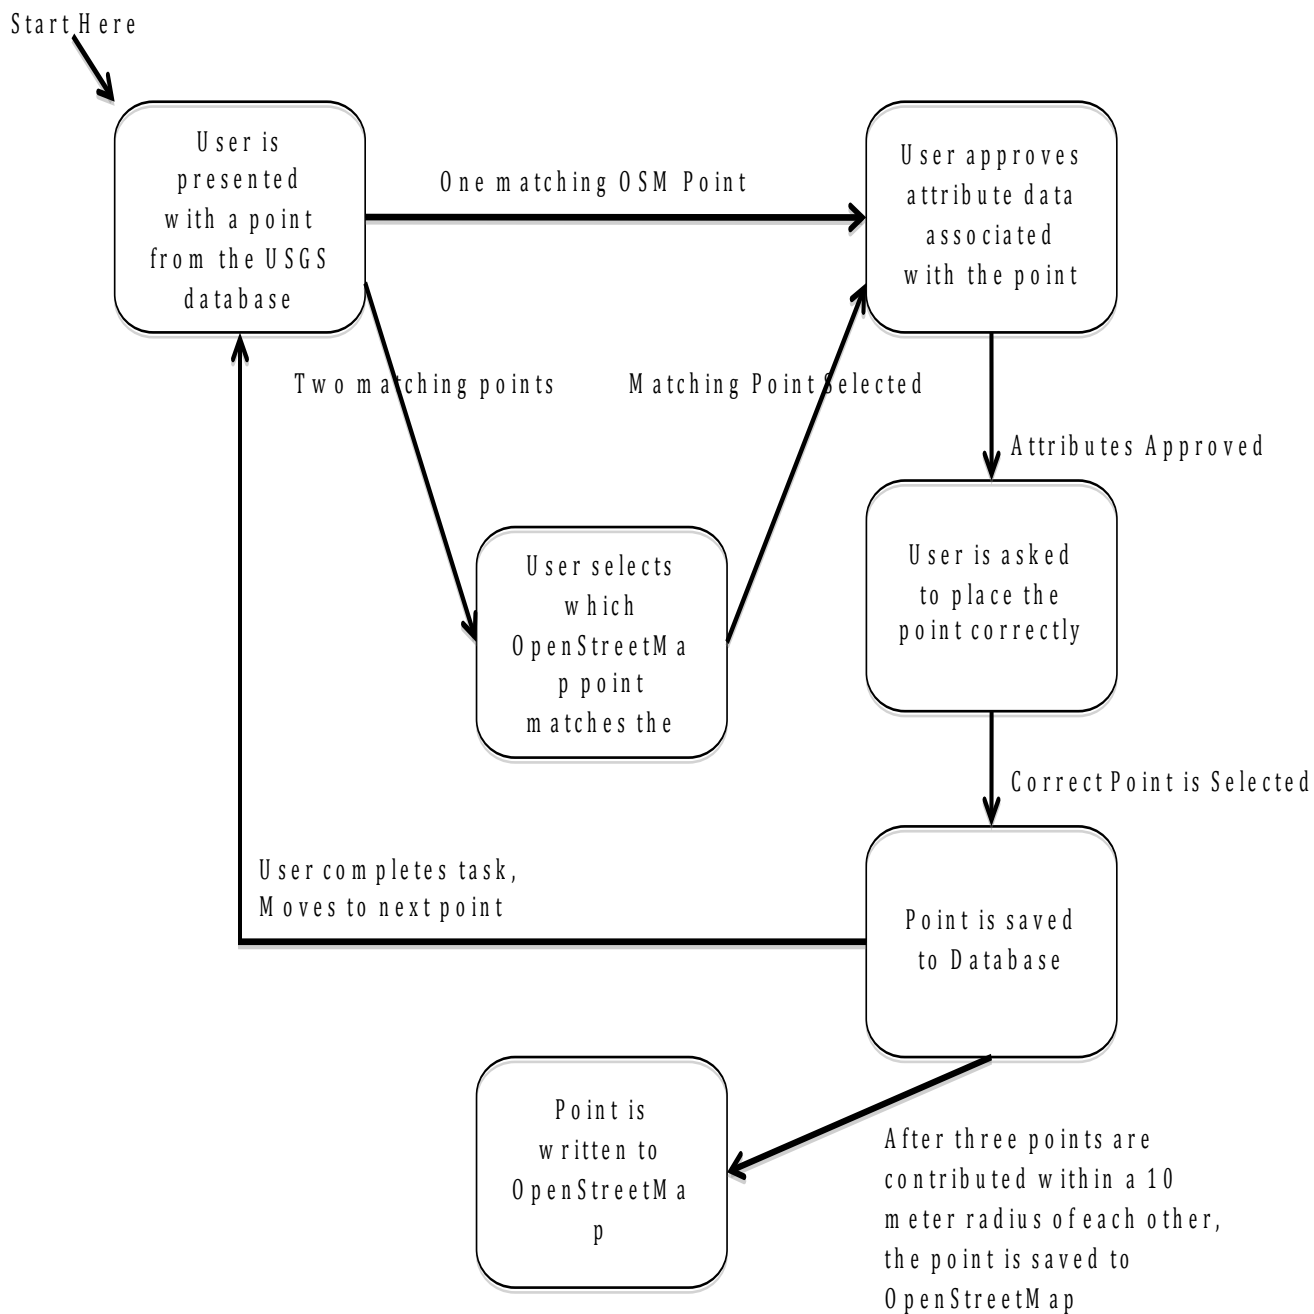 Start Here
User is
presented
with a point
from the USGS
database
One matching OSM Point
User approves
attribute data
associated
with the point
Two matching points
Matching Point Selected
Attributes Approved
User selects
which
OpenStreetMa
p point
matches the
User is asked
to place the
point correctly
Correct Point is Selected
User completes task,
Moves to next point
Point is saved
to Database
Point is
written to
OpenStreetMa
p
After three points are
contributed within a 10
meter radius of each other,
the point is saved to
OpenStreetMap